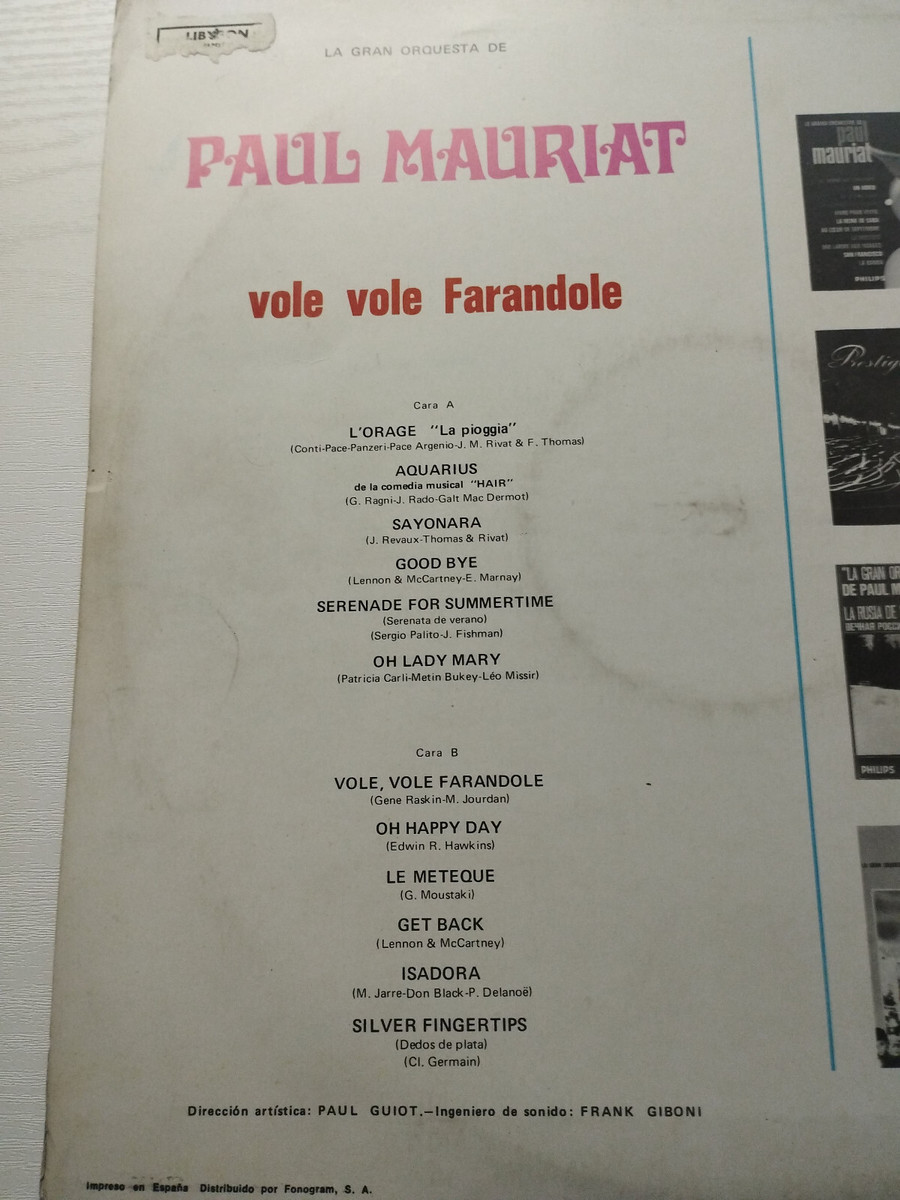 LA GRAN ORQUESTA DE
PAUL MAURIAT
vole vole Farandole
Cara A
L'ORAGE "La pioggia"
(Conti-Pace-Panzeri-Pace Argenio-J. M. Rivat & F. Thomas)
AQUARIUS
de la comedia musical "HAIR"
(G. Ragni-J. Rado-Galt Mac Dermot)
SAYONARA
(J. Revaux-Thomas & Rivat)
GOOD BYE
(Lennon & McCartney-E. Marnay)
SERENADE FOR SUMMERTIME
(Serenata de verano)
(Sergio Palito-J. Fishman)
OH LADY MARY
(Patricia Carli-Metin Bukey-Léo Missir)
Cara B
VOLE, VOLE FARANDOLE
(Gene Raskin-M. Jourdan)
OH HAPPY DAY
(Edwin R. Hawkins)
LE METEQUE
(G. Moustaki)
GET BACK
(Lennon & McCartney)
ISADORA
(M. Jarre-Don Black-P. Delanoë)
SILVER FINGERTIPS
(Dedos de plata)
(Cl. Germain)
Dirección artística: PAUL GUIOT.—Ingeniero de sonido: FRANK GIBONI
Impreso en España Distribuido por Fonogram, S. A.
paul
mauriat
SAN FRANCISCO
PHILIPS
Prestig
"LA GRAN OR
DE PAUL M
LA RUSIA DE
ВЕЧНАЯ РОСС
PHILIPS